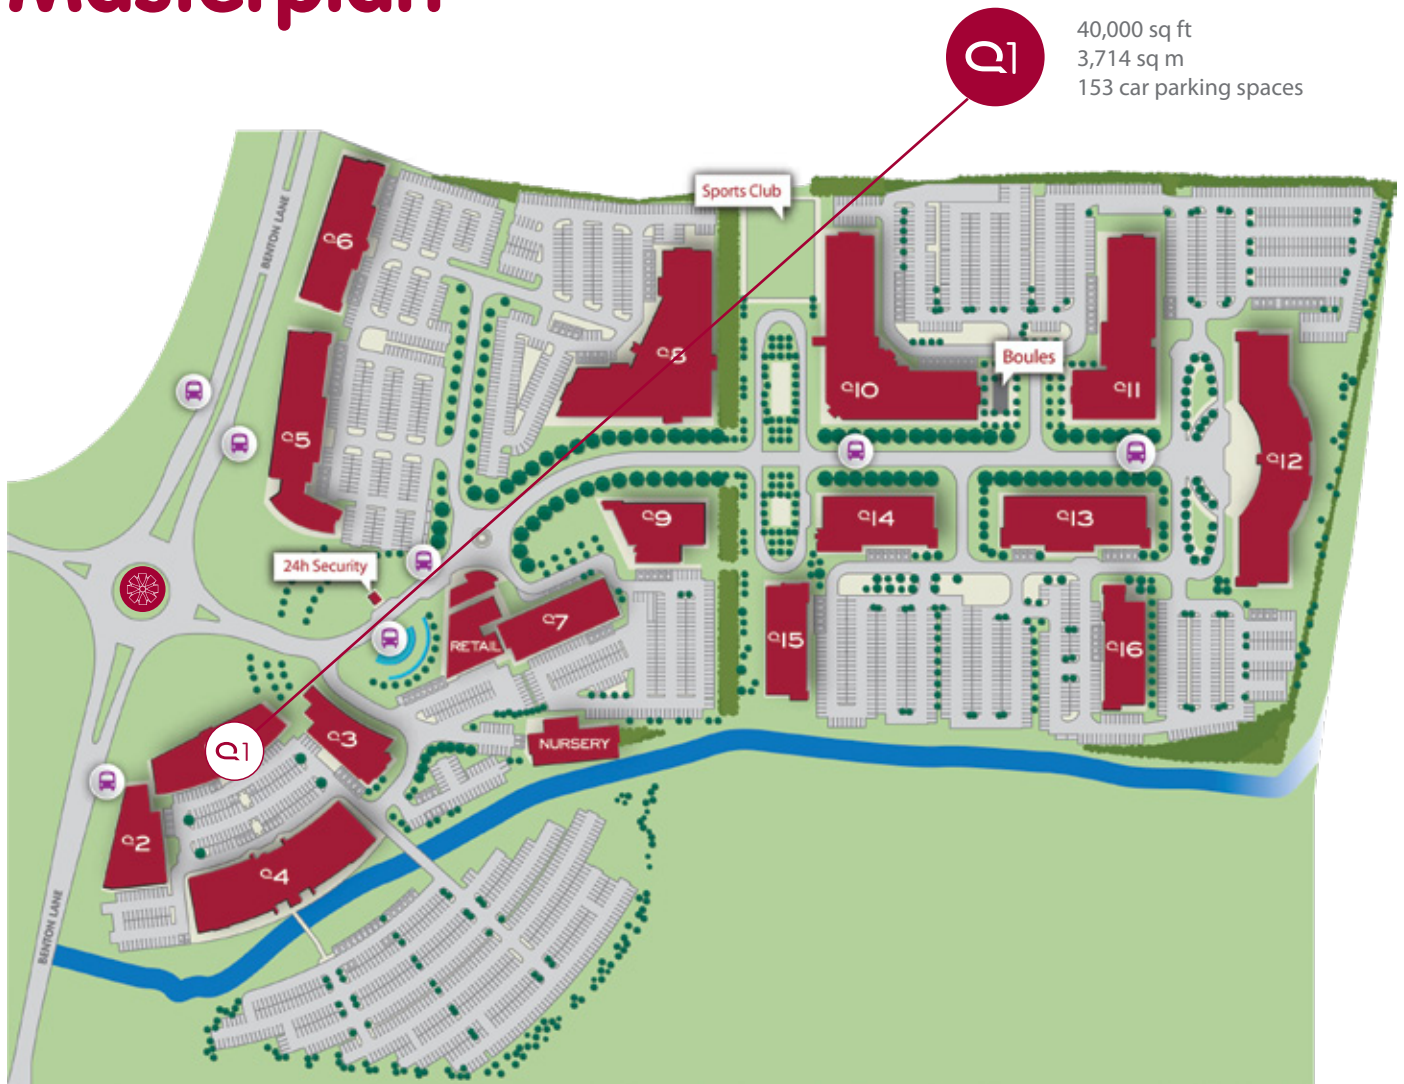 Masterplan
Q1
40,000 sq ft
3,714 sq m
153 car parking spaces
Sports Club
BENTON LANE
Q6
Q8
Boules
Q10
Q11
Q5
Q12
Q9
Q14
Q13
24h Security
Q7
RETAIL
Q15
Q16
Q3
NURSERY
Q1
Q2
Q4
BENTON LANE